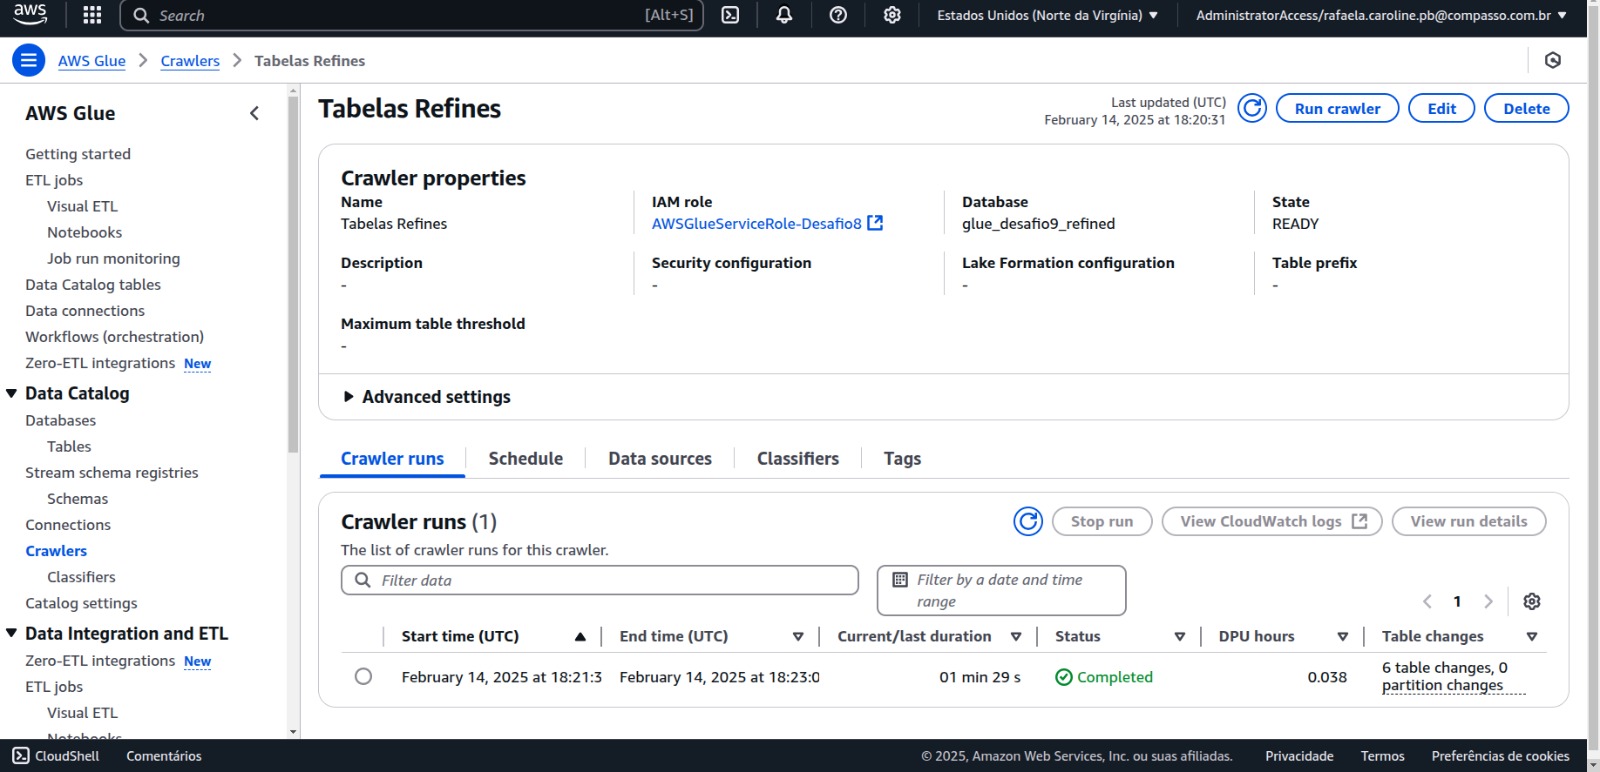 aws
Search
[Alt+S]
Estados Unidos (Norte da Virgínia)
AdministratorAccess/rafaela.caroline.pb@compasso.com.br
AWS Glue
Crawlers
Tabelas Refines
AWS Glue
Getting started
ETL jobs
Visual ETL
Notebooks
Job run monitoring
Data Catalog tables
Data connections
Workflows (orchestration)
Zero-ETL integrations New
Data Catalog
Databases
Tables
Stream schema registries
Schemas
Connections
Crawlers
Classifiers
Catalog settings
Data Integration and ETL
Zero-ETL integrations New
ETL jobs
Visual ETL
Notebooks
Tabelas Refines
Last updated (UTC)
February 14, 2025 at 18:20:31
Run crawler
Edit
Delete
Crawler properties
Name
Tabelas Refines
IAM role
AWSGlueServiceRole-Desafio8
Database
glue_desafio9_refined
State
READY
Description
-
Security configuration
-
Lake Formation configuration
-
Table prefix
-
Maximum table threshold
-
Advanced settings
Crawler runs
Schedule
Data sources
Classifiers
Tags
Crawler runs (1)
The list of crawler runs for this crawler.
Stop run
View CloudWatch logs
View run details
Filter data
Filter by a date and time
range
1
Start time (UTC)
End time (UTC)
Current/last duration
Status
DPU hours
Table changes
February 14, 2025 at 18:21:3
February 14, 2025 at 18:23:0
01 min 29 s
Completed
0.038
6 table changes, 0
partition changes
CloudShell
Comentários
© 2025, Amazon Web Services, Inc. ou suas afiliadas.
Privacidade
Termos
Preferências de cookies